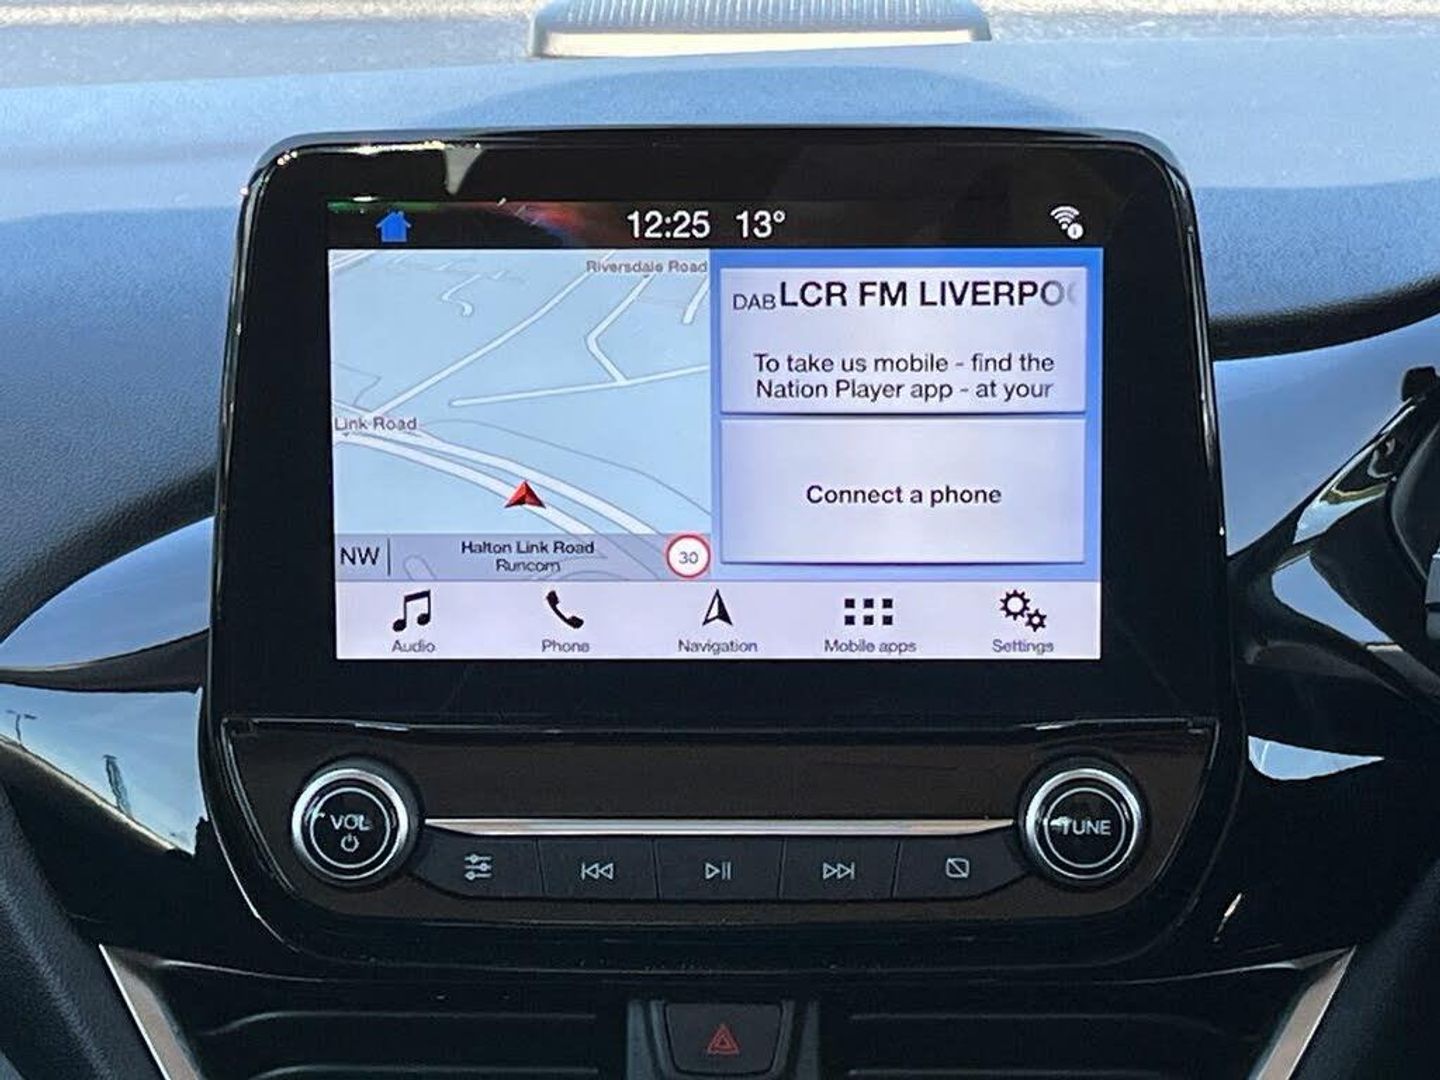 12:25 13°
Riversdale Road
Link Road
NW
Halton Link Road
Runcorn
30
DAB LCR FM LIVERPO
To take us mobile - find the
Nation Player app - at your
Connect a phone
Audio Phone Navigation Mobile apps Settings
VOL
TUNE